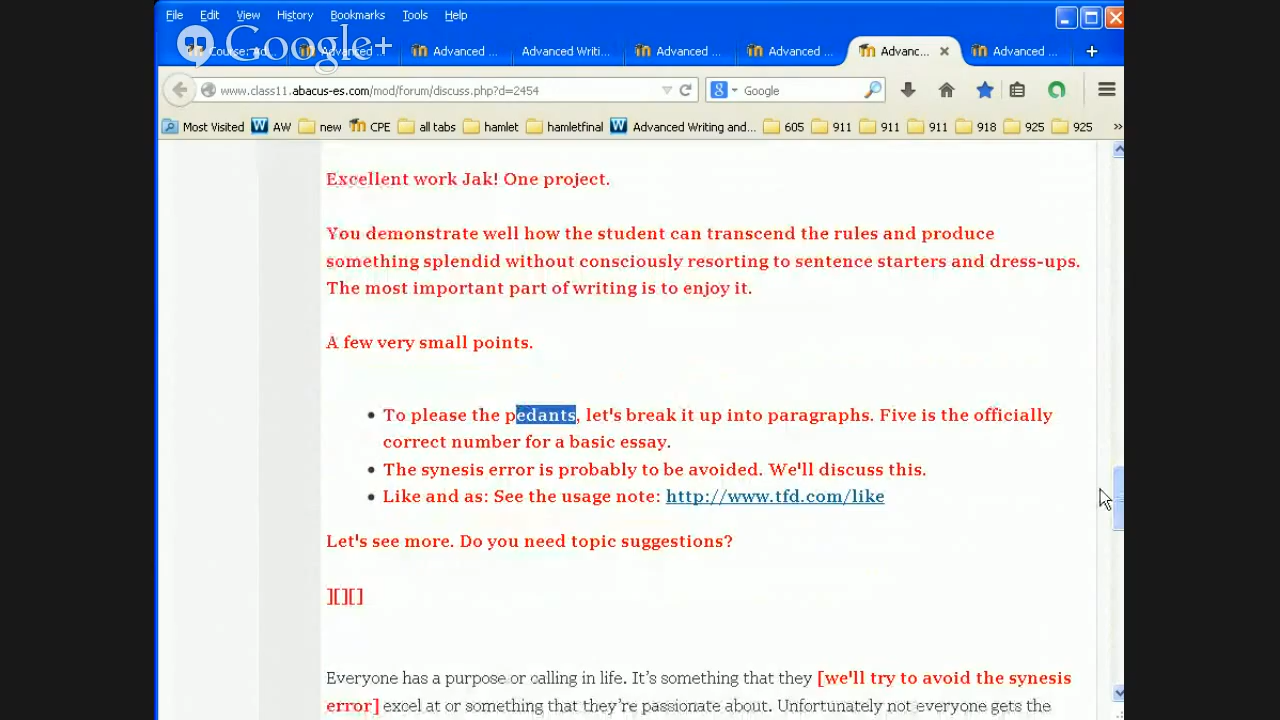 File Edit View History Bookmarks Tools Help
Google+
Course: Ad Advanced Advanced ... Advanced Writi... Advanced ... Advanced ... Advanc... Advanced ...
www.class11.abacus-es.com/mod/forum/discuss.php?d=2454 Google
Most Visited AW new CPE all tabs hamlet hamletfinal Advanced Writing and... 605 911 911 911 918 925 925 »
Excellent work Jak! One project.
You demonstrate well how the student can transcend the rules and produce
something splendid without consciously resorting to sentence starters and dress-ups.
The most important part of writing is to enjoy it.
A few very small points.
• To please the pedants, let's break it up into paragraphs. Five is the officially
correct number for a basic essay.
• The synesis error is probably to be avoided. We'll discuss this.
• Like and as: See the usage note: http://www.tfd.com/like
Let's see more. Do you need topic suggestions?
][][]
Everyone has a purpose or calling in life. It's something that they [we'll try to avoid the synesis
error] excel at or something that they're passionate about. Unfortunately not everyone gets the